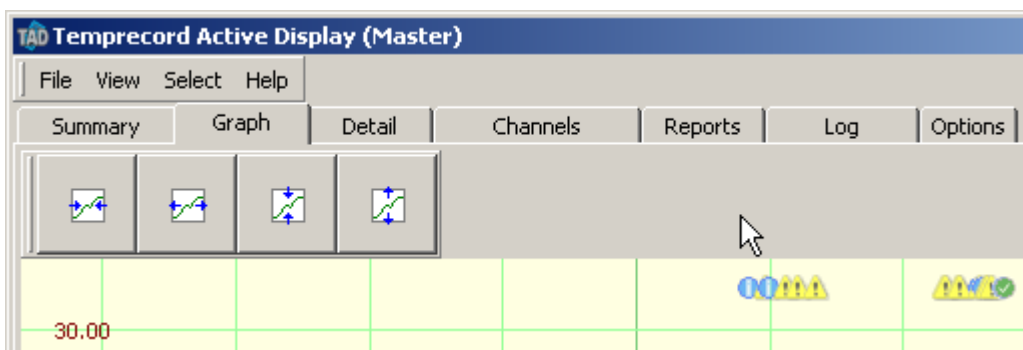 TAD Temprecord Active Display (Master)
File View Select Help
Summary Graph Detail Channels Reports Log Options
30.00